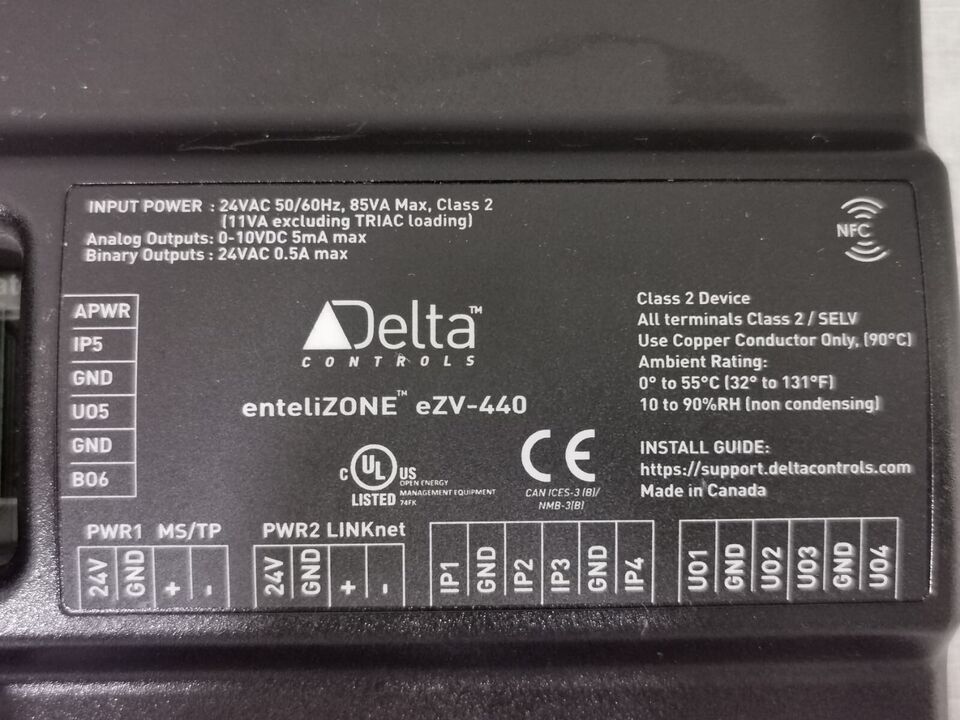 INPUT POWER : 24VAC 50/60Hz, 85VA Max, Class 2
(11VA excluding TRIAC loading)
Analog Outputs: 0-10VDC 5mA max
Binary Outputs : 24VAC 0.5A max
NFC
APWR
IP5
GND
UO5
GND
BO6
Delta™
CONTROLS
enteliZONE™ eZV-440
Class 2 Device
All terminals Class 2 / SELV
Use Copper Conductor Only, (90°C)
Ambient Rating:
0° to 55°C (32° to 131°F)
10 to 90%RH (non condensing)
C UL US
LISTED
OPEN ENERGY
MANAGEMENT EQUIPMENT
74FK
CE
CAN ICES-3 (B)/
NMB-3(B)
INSTALL GUIDE:
https://support.deltacontrols.com
Made in Canada
PWR1 MS/TP
24V GND + -
PWR2 LINKnet
24V GND + -
IP1 GND IP2 IP3 GND IP4
UO1 GND UO2 UO3 GND UO4